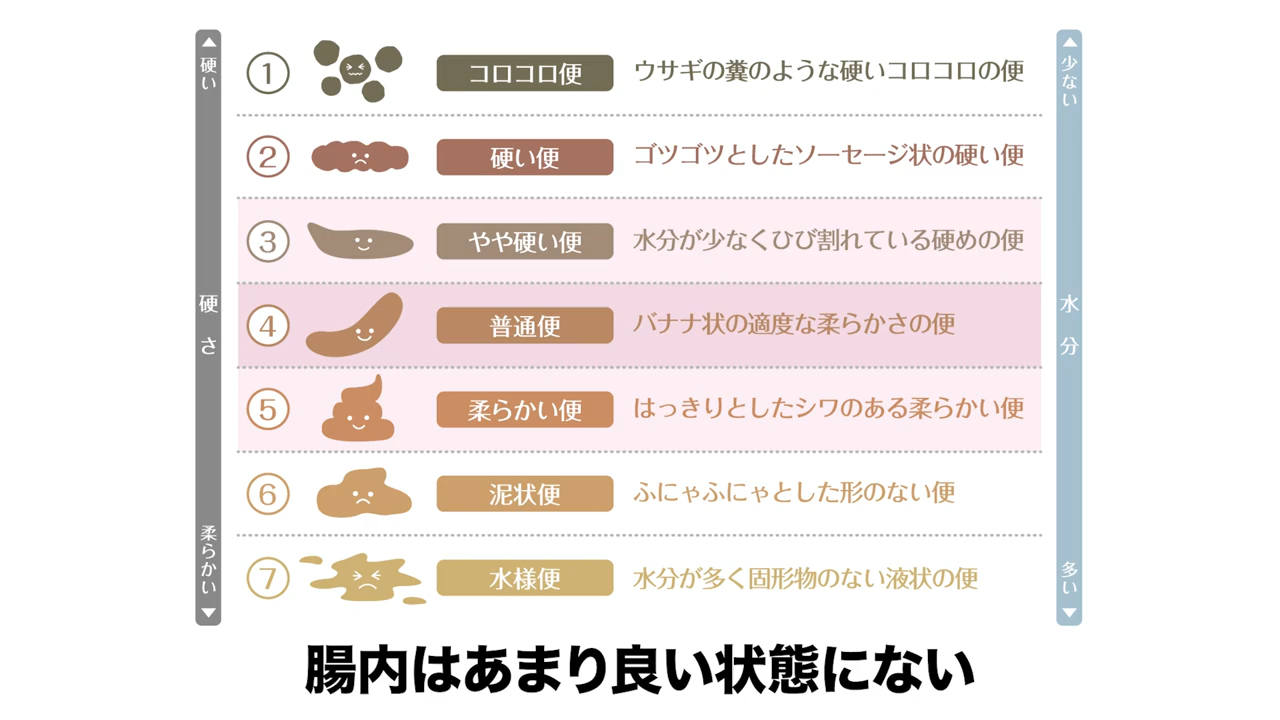 硬い
硬さ
柔らかい
① コロコロ便 ウサギの糞のような硬いコロコロの便
② 硬い便 ゴツゴツとしたソーセージ状の硬い便
③ やや硬い便 水分が少なくひび割れている硬めの便
④ 普通便 バナナ状の適度な柔らかさの便
⑤ 柔らかい便 はっきりとしたシワのある柔らかい便
⑥ 泥状便 ふにゃふにゃとした形のない便
⑦ 水様便 水分が多く固形物のない液状の便
少ない
水分
多い
腸内はあまり良い状態にない